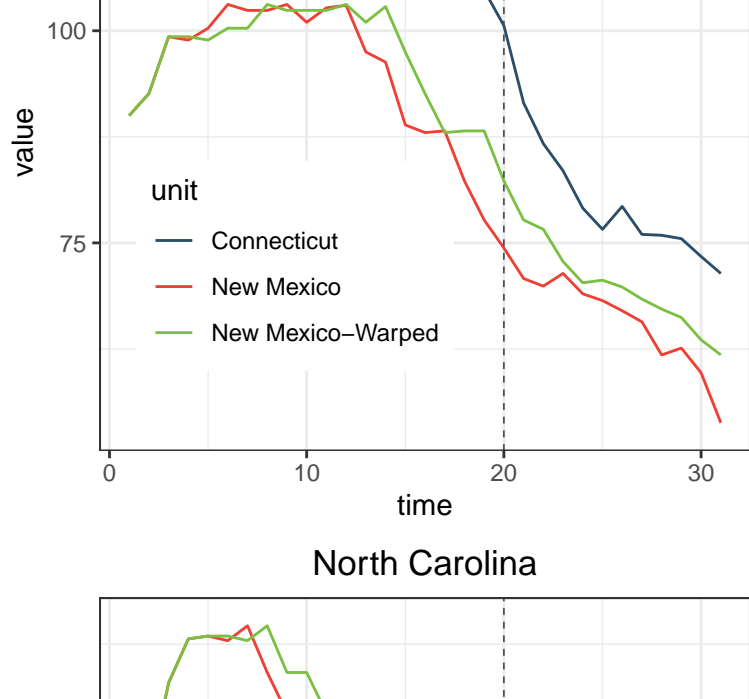 100
value
unit
Connecticut
75
New Mexico
New Mexico−Warped
0 10 20 30
time
North Carolina